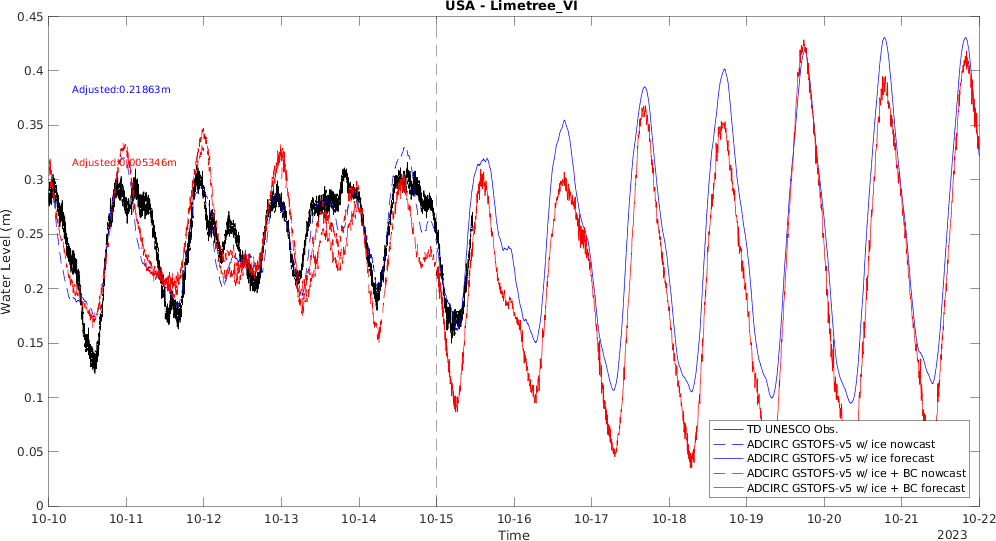 USA - Limetree_VI
0.45
0.4
0.35
0.3
0.25
0.2
0.15
0.1
0.05
0
Water Level (m)
Adjusted:0.21863m
Adjusted:0.005346m
TD UNESCO Obs.
ADCIRC GSTOFS-v5 w/ ice nowcast
ADCIRC GSTOFS-v5 w/ ice forecast
ADCIRC GSTOFS-v5 w/ ice + BC nowcast
ADCIRC GSTOFS-v5 w/ ice + BC forecast
10-10 10-11 10-12 10-13 10-14 10-15 10-16 10-17 10-18 10-19 10-20 10-21 10-22
Time
2023